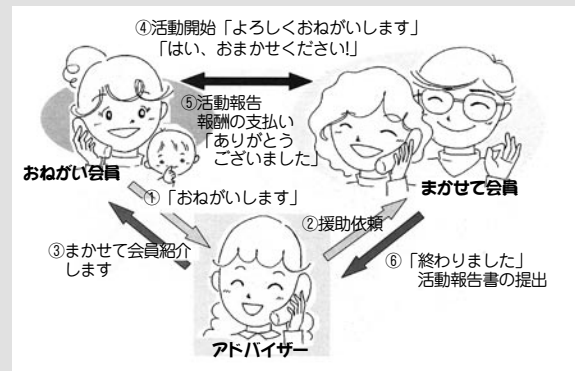 ④活動開始「よろしくおねがいします」
「はい、おまかせください!」
⑤活動報告
報酬の支払い
「ありがとう
ございました」
おねがい会員
まかせて会員
①「おねがいします」
②援助依頼
③まかせて会員紹介
します
⑥「終わりました」
活動報告書の提出
アドバイザー